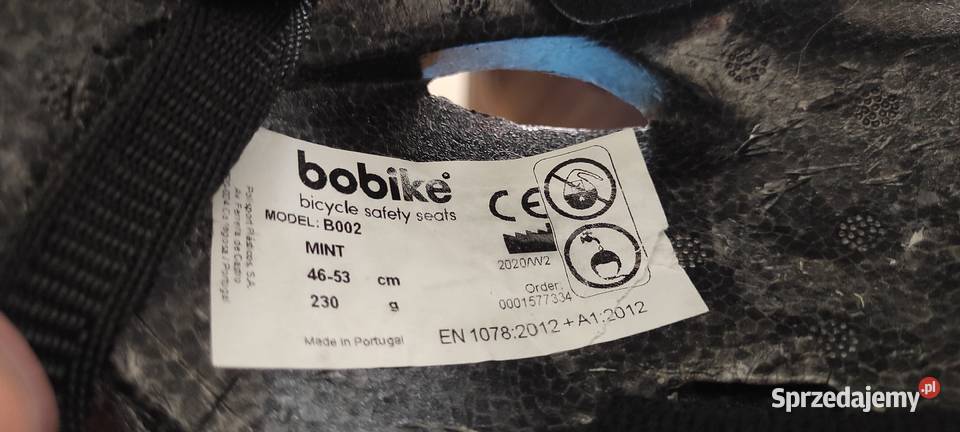 bobike
bicycle safety seats
MODEL: B002
MINT
46-53 cm
230 g
Made in Portugal
CE
Order:
0001577334
EN 1078:2012 + A1:2012
Sprzedajemy.pl